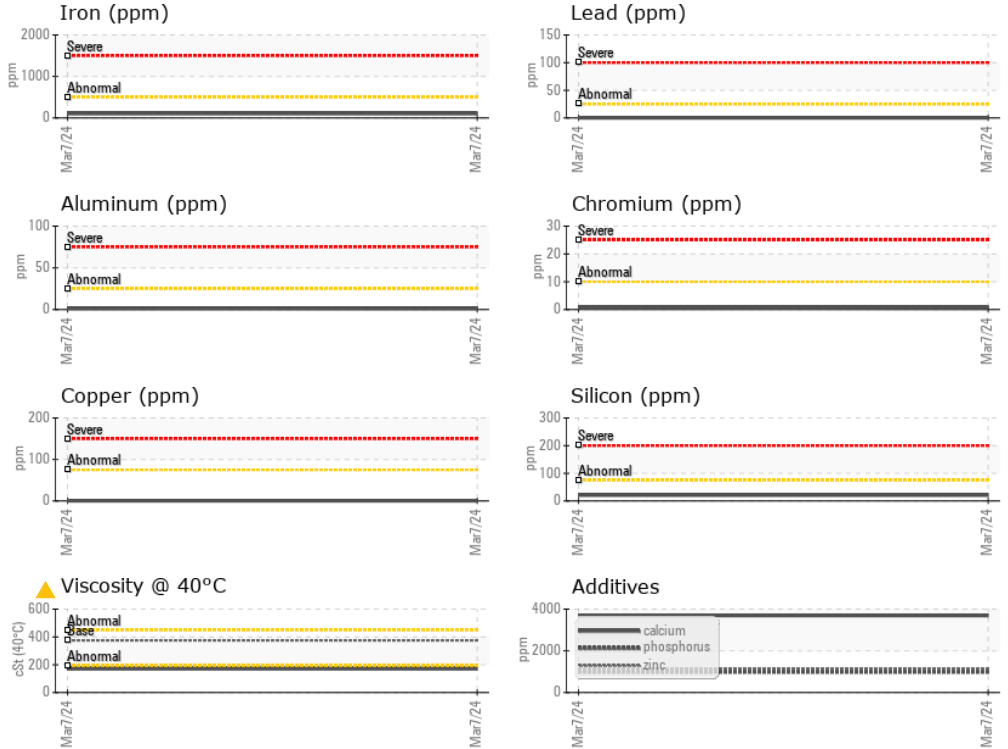 Iron (ppm)
2000
1000
0
ppm
Severe
Abnormal
Mar7/24
Mar7/24
Lead (ppm)
150
100
50
0
ppm
Severe
Abnormal
Mar7/24
Mar7/24
Aluminum (ppm)
100
50
0
ppm
Severe
Abnormal
Mar7/24
Mar7/24
Chromium (ppm)
30
20
10
0
ppm
Severe
Abnormal
Mar7/24
Mar7/24
Copper (ppm)
200
100
0
ppm
Severe
Abnormal
Mar7/24
Mar7/24
Silicon (ppm)
300
200
100
0
ppm
Severe
Abnormal
Mar7/24
Mar7/24
Viscosity @ 40°C
600
400
200
0
cSt (40°C)
Abnormal
Base
Abnormal
Mar7/24
Mar7/24
Additives
4000
2000
0
ppm
calcium
phosphorus
zinc
Mar7/24
Mar7/24